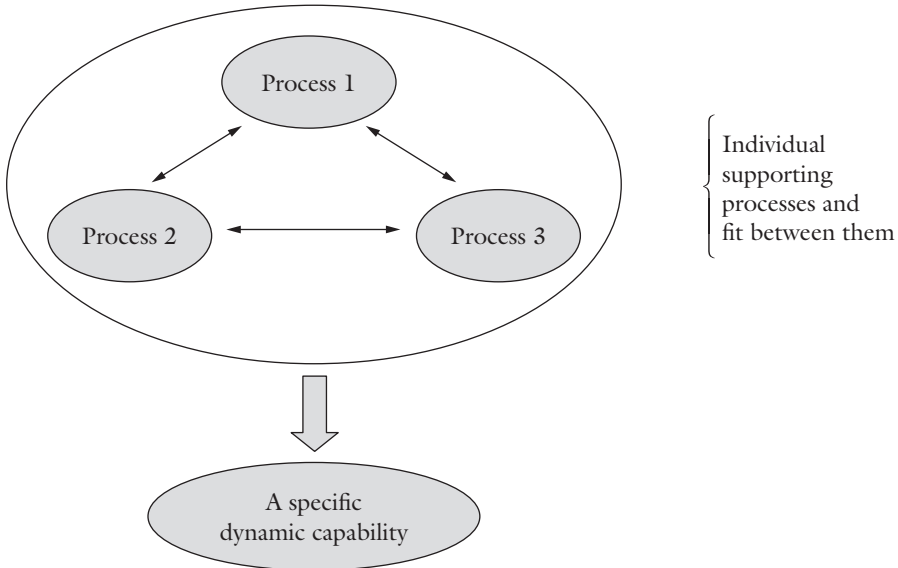 Process 1
Process 2
Process 3
Individual
supporting
processes and
fit between them
A specific
dynamic capability